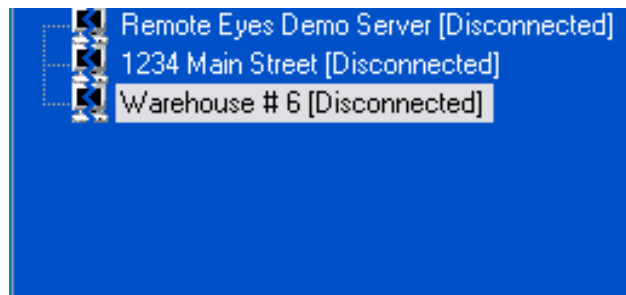 Remote Eyes Demo Server [Disconnected]
1234 Main Street [Disconnected]
Warehouse # 6 [Disconnected]